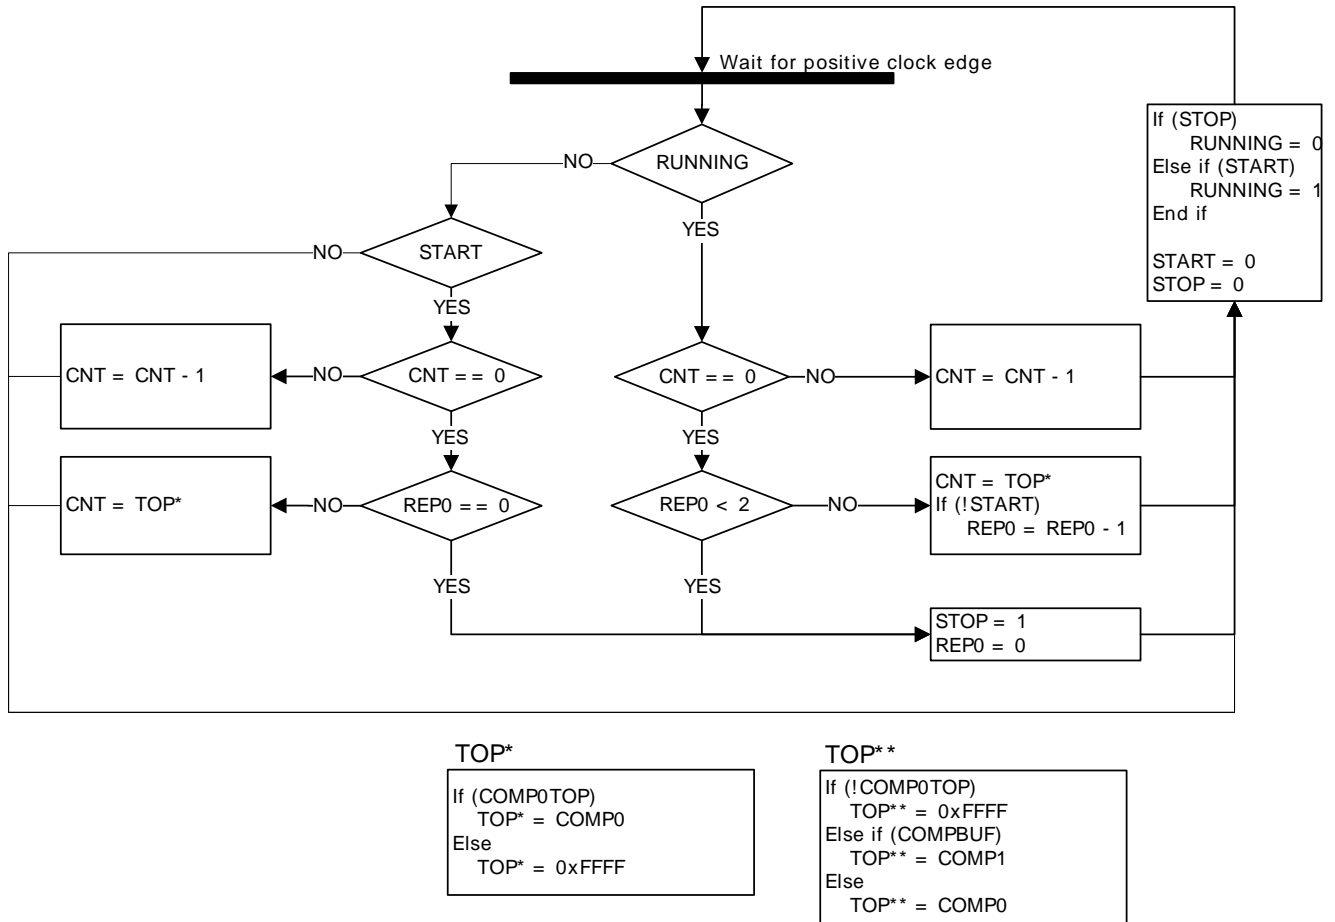 Wait for positive clock edge
If (STOP)
RUNNING = 0
Else if (START)
RUNNING = 1
End if
START = 0
STOP = 0
NO
RUNNING
YES
NO
START
YES
CNT = CNT - 1
NO
CNT == 0
YES
CNT == 0
NO
CNT = CNT - 1
YES
CNT = TOP*
NO
REP0 == 0
YES
REP0 < 2
NO
CNT = TOP*
If (!START)
REP0 = REP0 - 1
YES
STOP = 1
REP0 = 0
TOP*
If (COMP0TOP)
TOP* = COMP0
Else
TOP* = 0xFFFF
TOP**
If (!COMP0TOP)
TOP** = 0xFFFF
Else if (COMPBUF)
TOP** = COMP1
Else
TOP** = COMP0